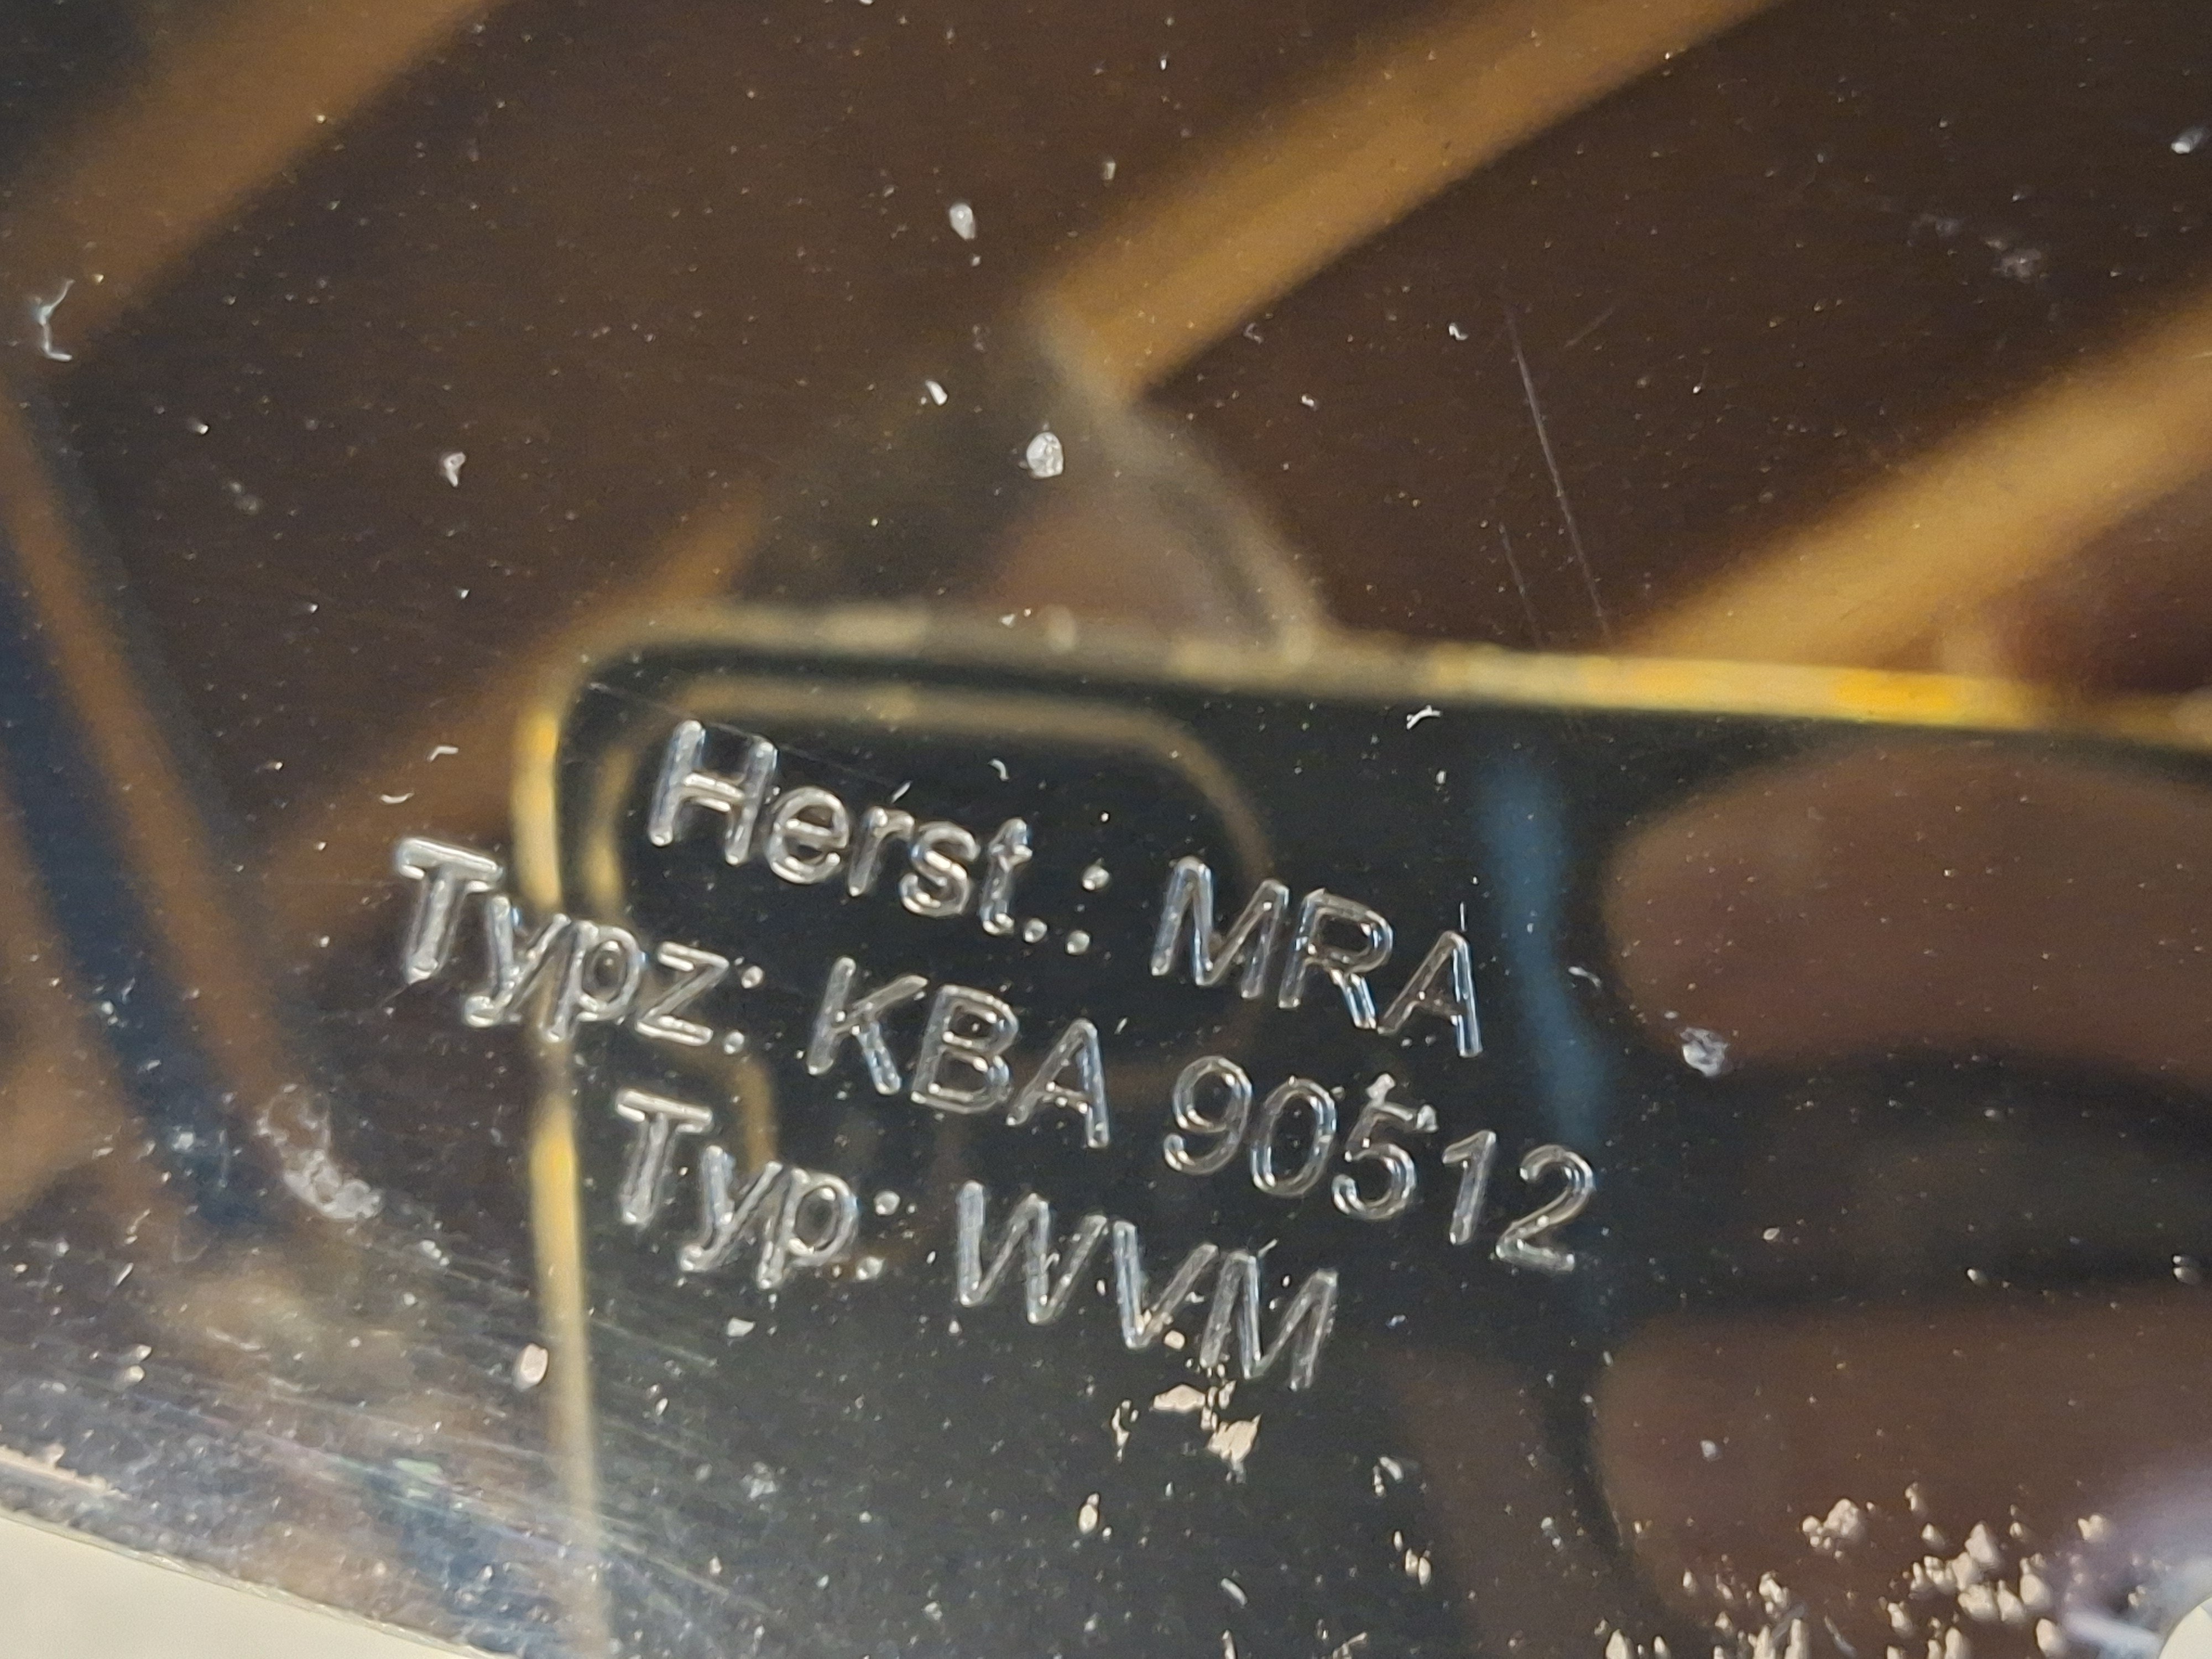 Herst.: MRA
Typz: KBA 90512
Typ: WVM